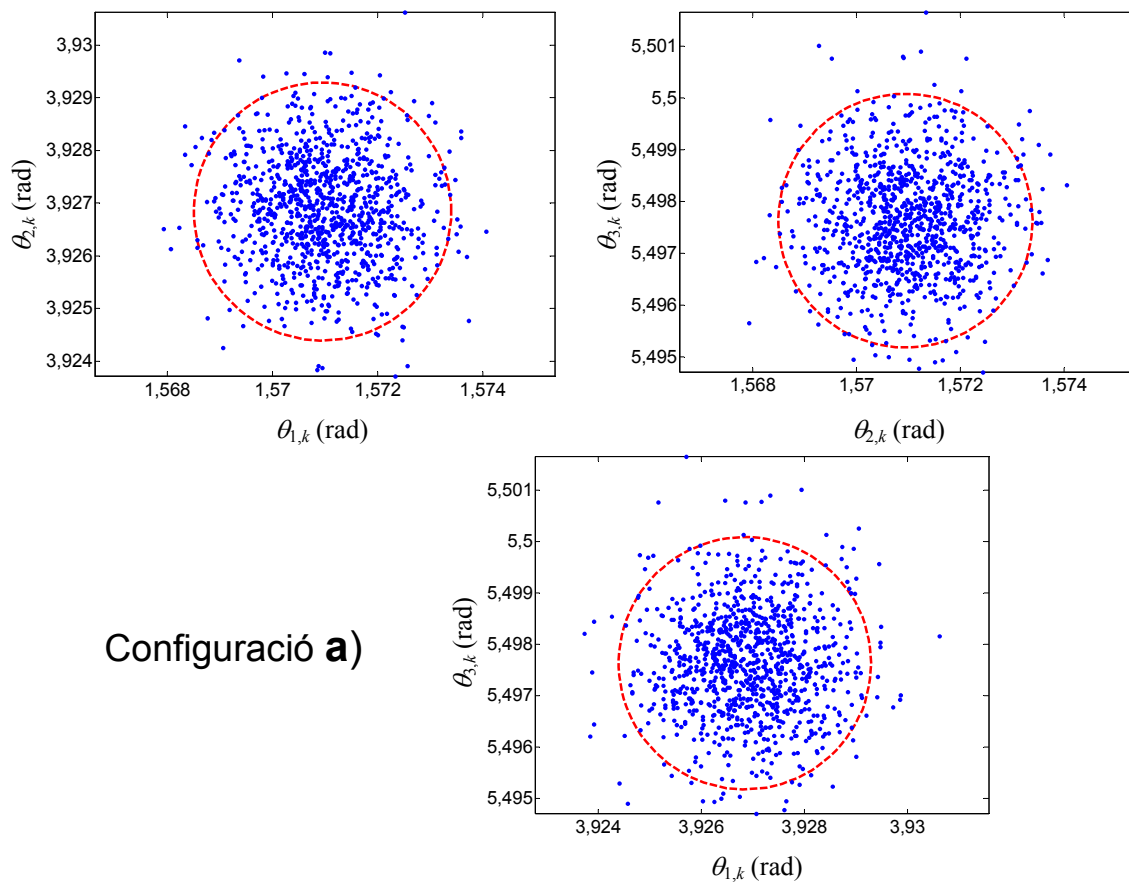 3,93
3,929
3,928
3,927
3,926
3,925
3,924
θ2,k (rad)
1,568 1,57 1,572 1,574
θ1,k (rad)
5,501
5,5
5,499
5,498
5,497
5,496
5,495
θ3,k (rad)
1,568 1,57 1,572 1,574
θ2,k (rad)
Configuració a)
5,501
5,5
5,499
5,498
5,497
5,496
5,495
θ3,k (rad)
3,924 3,926 3,928 3,93
θ1,k (rad)